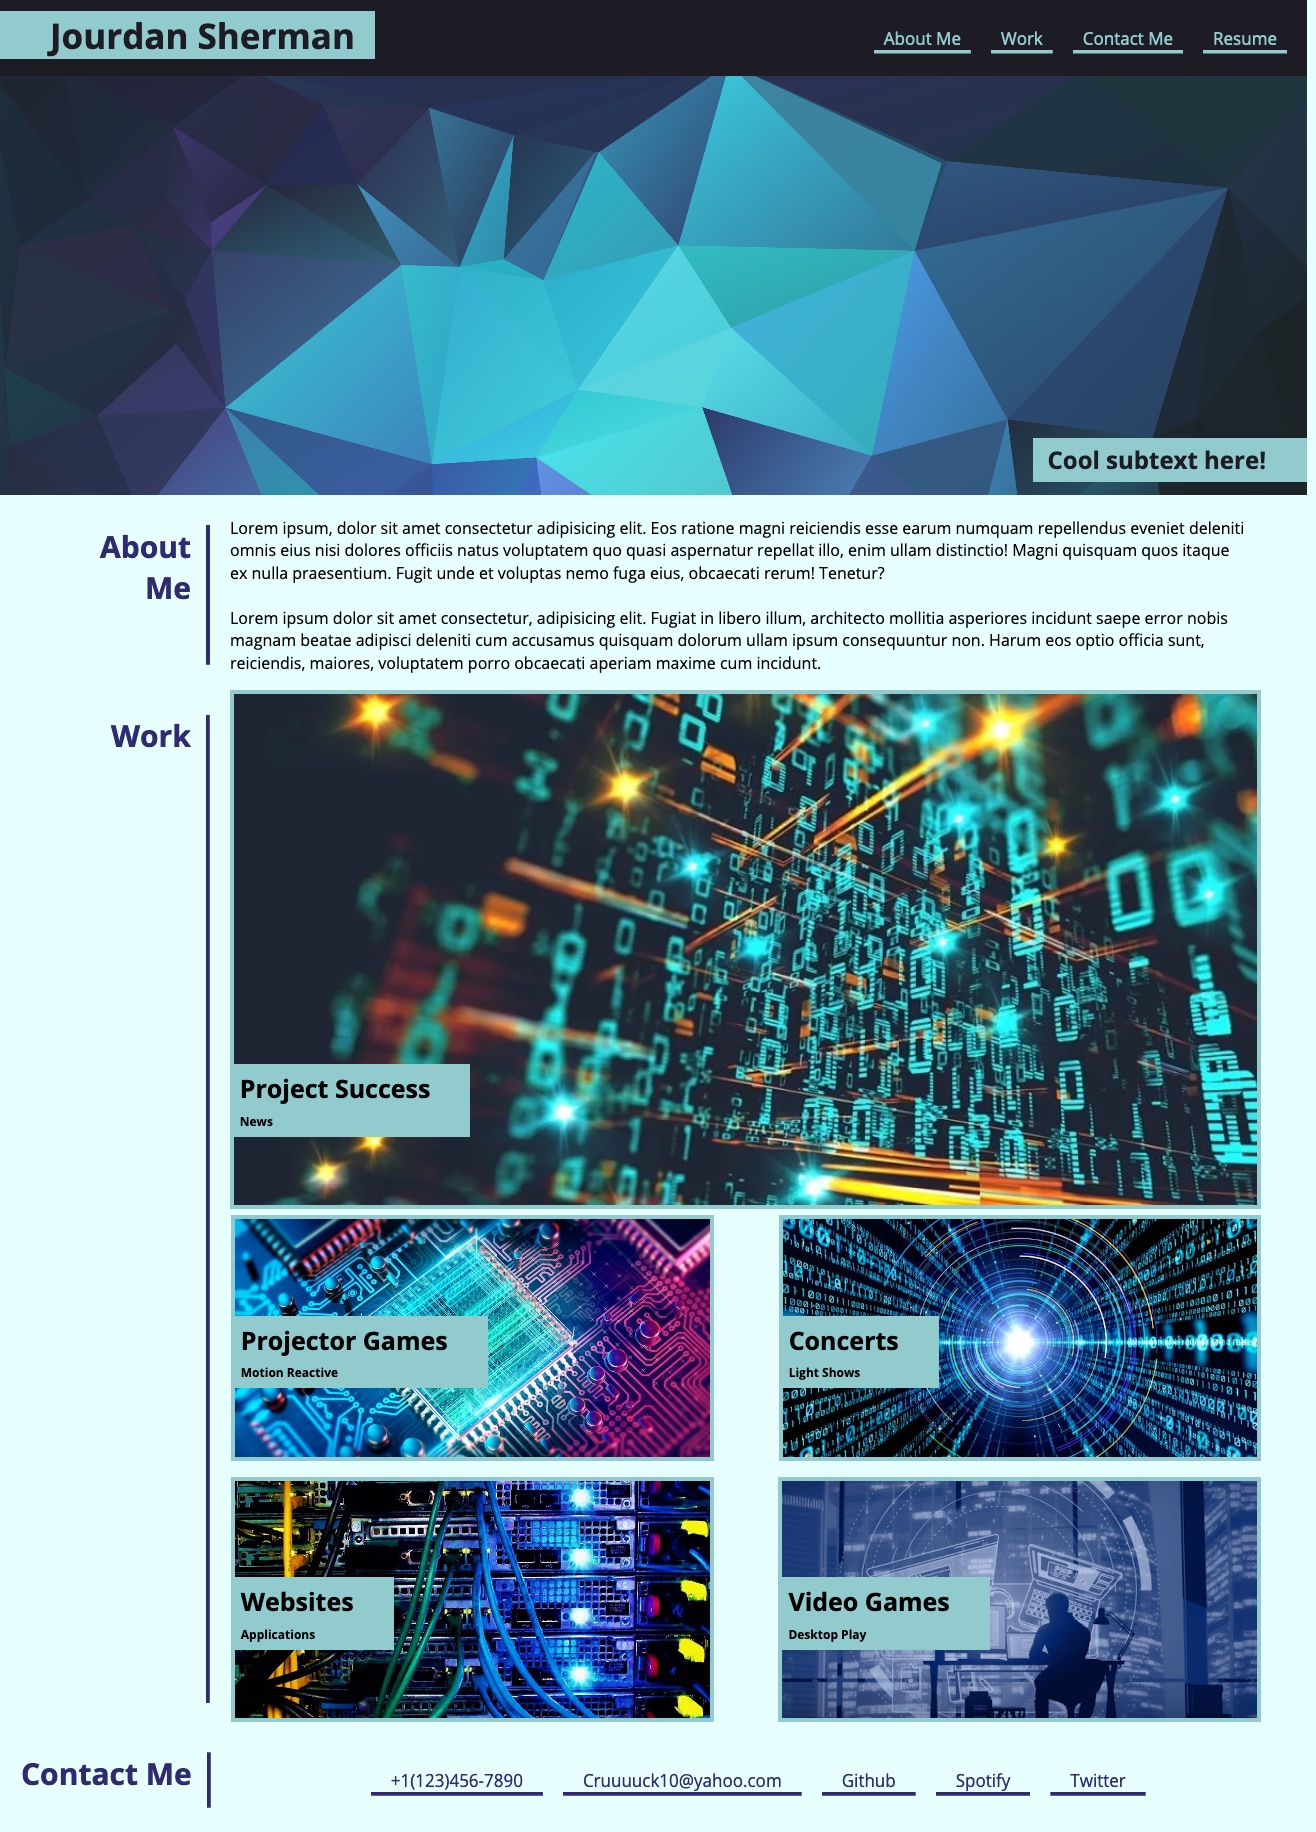 Jourdan Sherman
About Me
Work
Contact Me
Resume
Cool subtext here!
About
Me
Lorem ipsum, dolor sit amet consectetur adipisicing elit. Eos ratione magni reiciendis esse earum numquam repellendus eveniet deleniti
omnis eius nisi dolores officiis natus voluptatem quo quasi aspernatur repellat illo, enim ullam distinctio! Magni quisquam quos itaque
ex nulla praesentium. Fugit unde et voluptas nemo fuga eius, obcaecati rerum! Tenetur?
Lorem ipsum dolor sit amet consectetur, adipisicing elit. Fugiat in libero illum, architecto mollitia asperiores incidunt saepe error nobis
magnam beatae adipisci deleniti cum accusamus quisquam dolorum ullam ipsum consequuntur non. Harum eos optio officia sunt,
reiciendis, maiores, voluptatem porro obcaecati aperiam maxime cum incidunt.
Work
Project Success
News
Projector Games
Motion Reactive
Concerts
Light Shows
Websites
Applications
Video Games
Desktop Play
Contact Me
+1(123)456-7890
Cruuuuck10@yahoo.com
Github
Spotify
Twitter